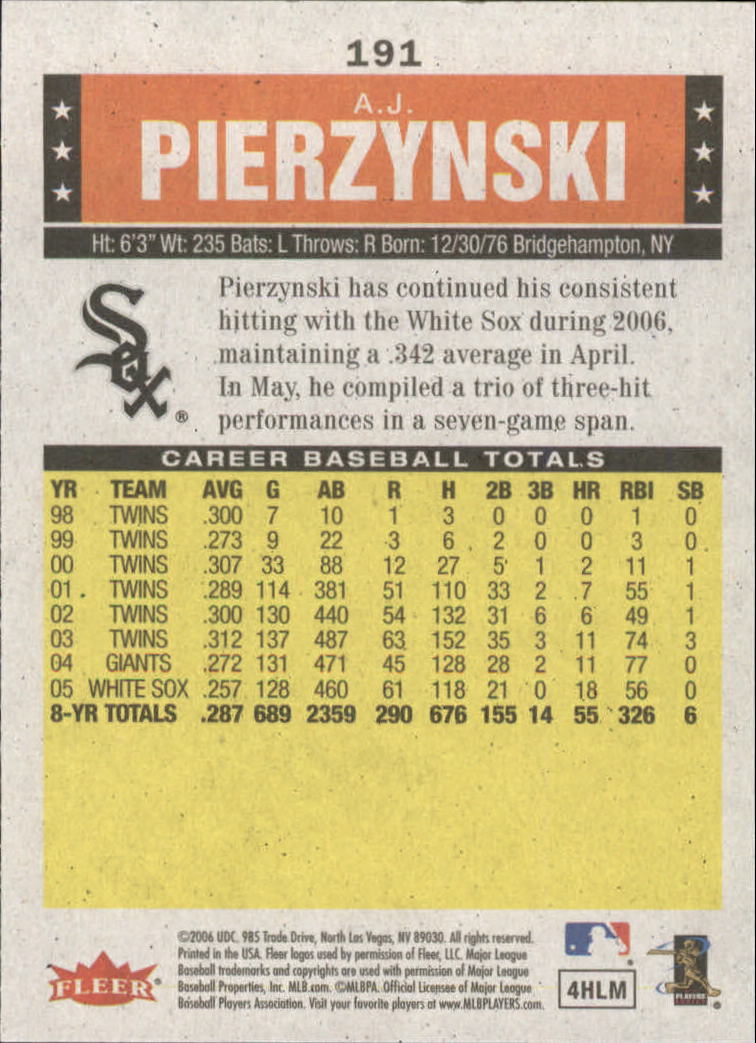 191
A.J.
PIERZYNSKI
Ht: 6'3" Wt: 235 Bats: L Throws: R Born: 12/30/76 Bridgehampton, NY
Sox
®
Pierzynski has continued his consistent
hitting with the White Sox during 2006,
maintaining a .342 average in April.
In May, he compiled a trio of three-hit
performances in a seven-game span.
CAREER BASEBALL TOTALS
YR TEAM AVG G AB R H 2B 3B HR RBI SB
98 TWINS .300 7 10 1 3 0 0 0 1 0
99 TWINS .273 9 22 3 6 2 0 0 3 0
00 TWINS .307 33 88 12 27 5 1 2 11 1
01 TWINS .289 114 381 51 110 33 2 7 55 1
02 TWINS .300 130 440 54 132 31 6 6 49 1
03 TWINS .312 137 487 63 152 35 3 11 74 3
04 GIANTS .272 131 471 45 128 28 2 11 77 0
05 WHITE SOX .257 128 460 61 118 21 0 18 56 0
8-YR TOTALS .287 689 2359 290 676 155 14 55 326 6
FLEER®
©2006 UDC. 985 Trade Drive, North Las Vegas, NV 89030. All rights reserved.
Printed in the USA. Fleer logos used by permission of Fleer, LLC. Major League
Baseball trademarks and copyrights are used with permission of Major League
Baseball Properties, Inc. MLB.com. ©MLBPA. Official Licensee of Major League
Baseball Players Association. Visit your favorite players at www.MLBPLAYERS.com.
4HLM
PLAYERS